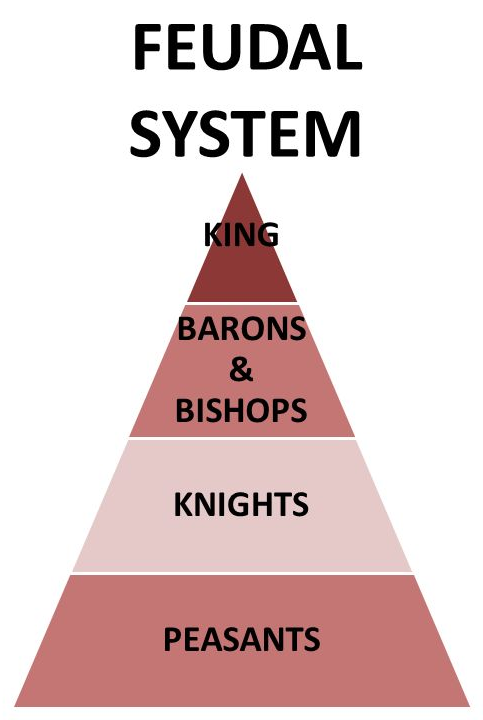 FEUDAL
SYSTEM
KING
BARONS
&
BISHOPS
KNIGHTS
PEASANTS